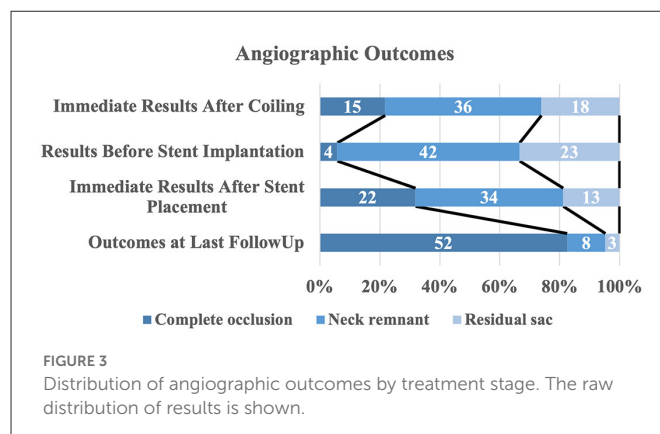 Angiographic Outcomes
Immediate Results After Coiling
15 36 18
Results Before Stent Implantation
4 42 23
Immediate Results After Stent
Placement
22 34 13
Outcomes at Last FollowUp
52 8 3
0% 20% 40% 60% 80% 100%
Complete occlusion Neck remnant Residual sac
FIGURE 3
Distribution of angiographic outcomes by treatment stage. The raw
distribution of results is shown.